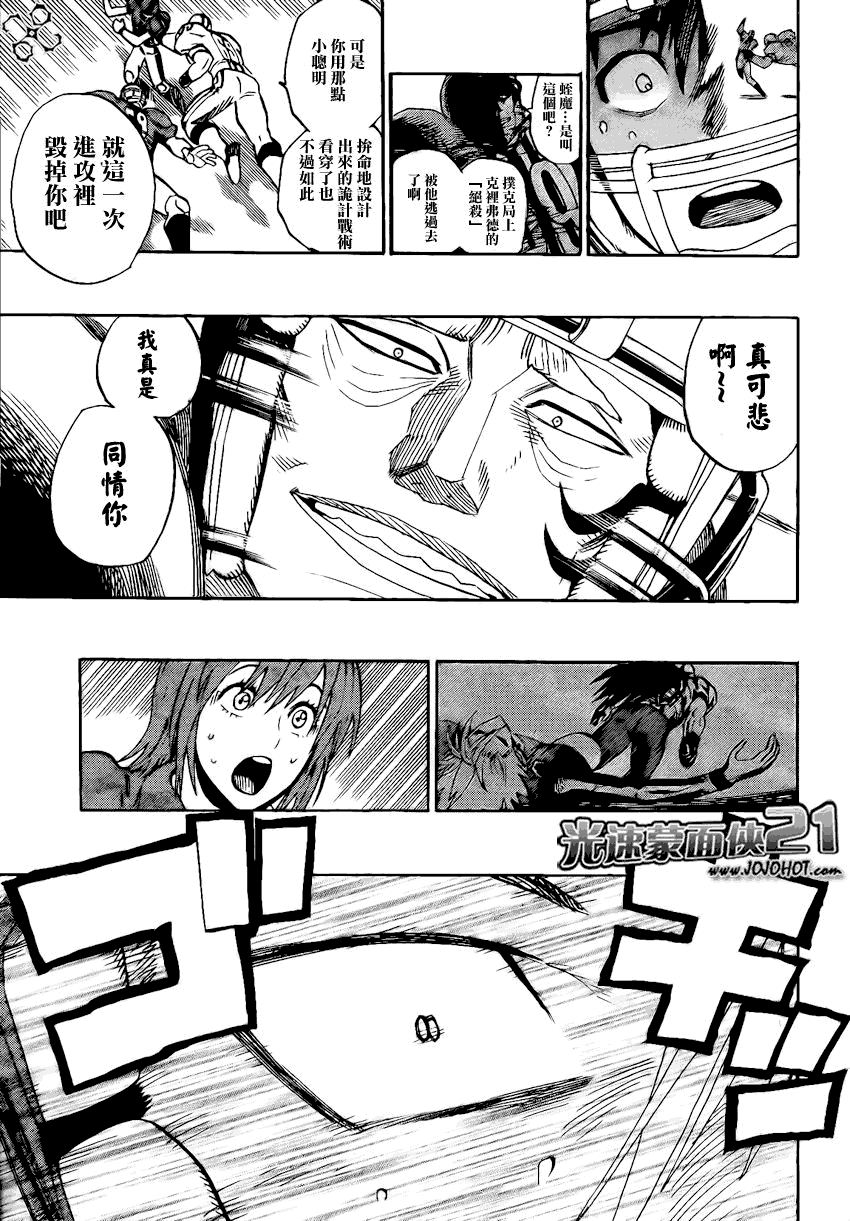 蛭魔…是叫
這個吧？
撲克局上
克裡弗德的
「絕殺」
被他逃過去
了啊
可是
你用那點
小聰明
拚命地設計
出來的詭計戰術
看穿了也
不過如此
就這一次
進攻裡
毀掉你吧
真可悲
啊～
我真是
同情你
光速蒙面俠21
www.JOJOHOT.com
ギョ
ゴ